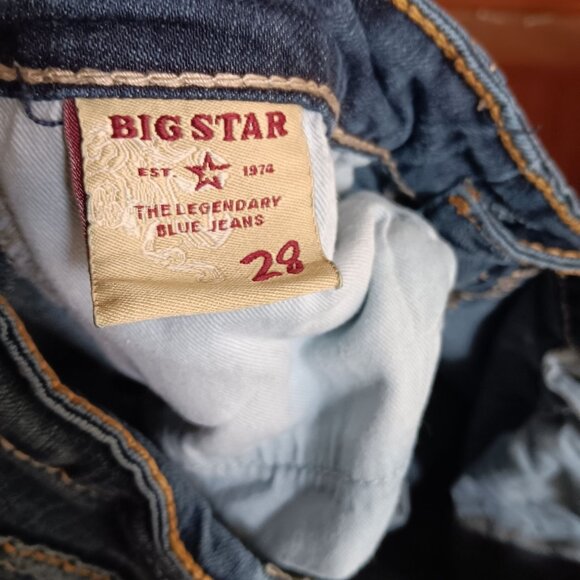 BIG STAR
EST. 1974
THE LEGENDARY
BLUE JEANS
28